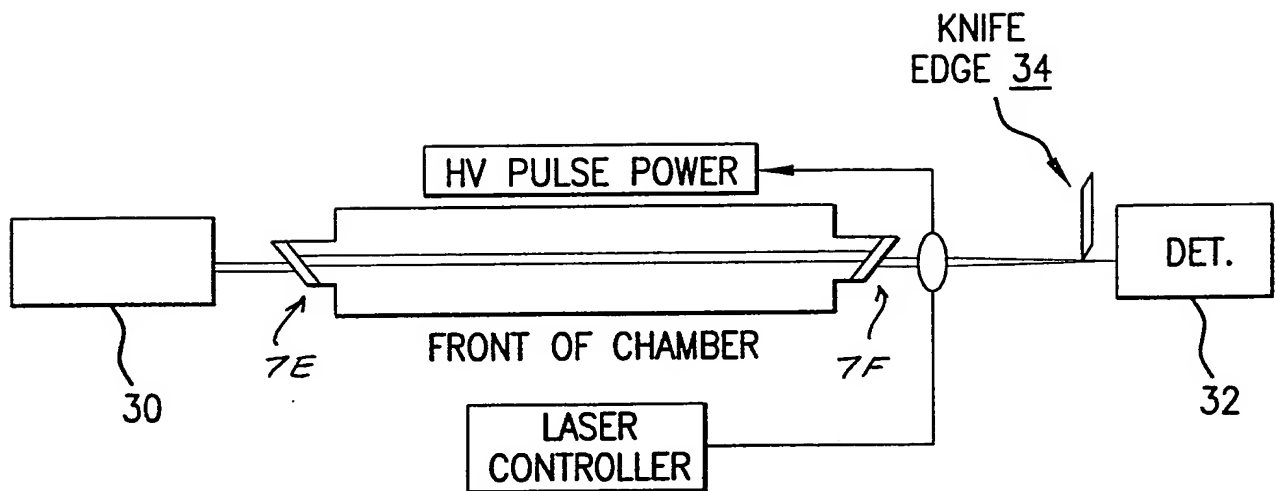 KNIFE
EDGE 34
HV PULSE POWER
DET.
7E
FRONT OF CHAMBER
7F
30
32
LASER
CONTROLLER